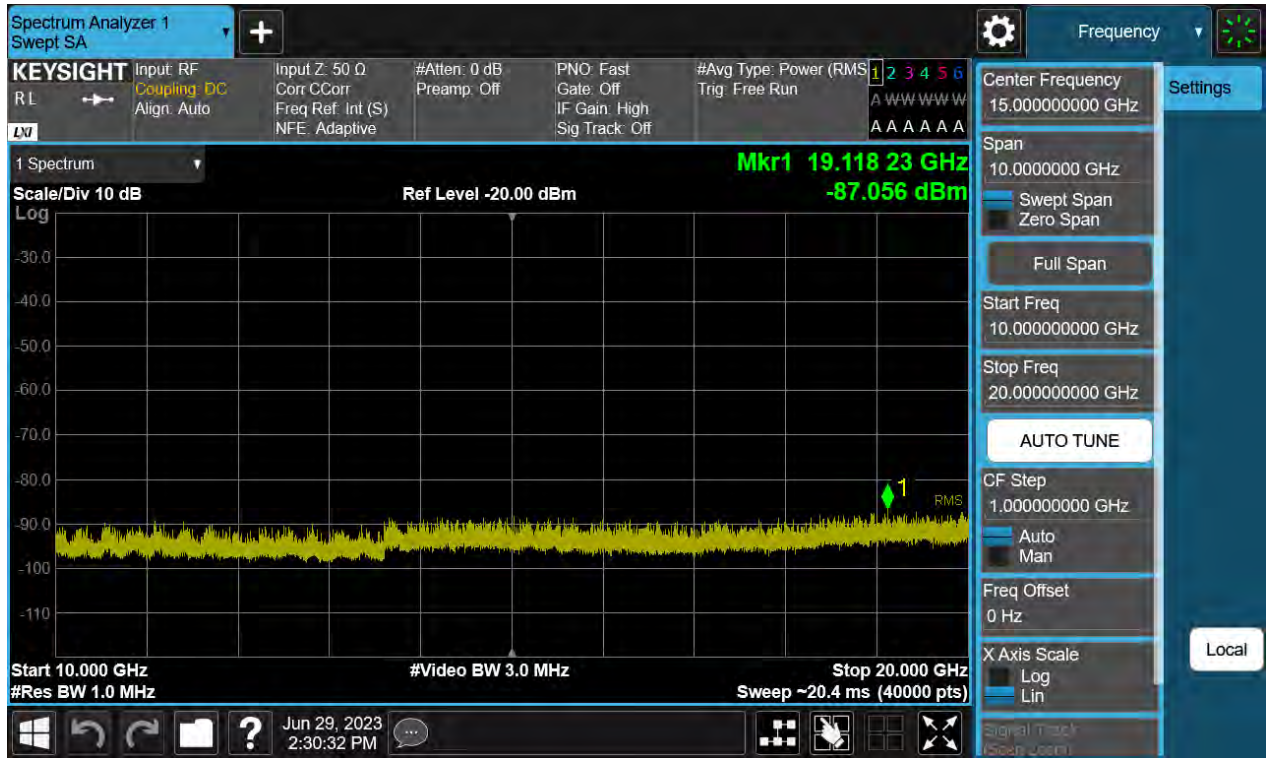 Spectrum Analyzer 1
Swept SA
+
Frequency
KEYSIGHT
RL
LXI
Input: RF
Coupling: DC
Align: Auto
Input Z: 50 Ω
Corr CCorr
Freq Ref: Int (S)
NFE: Adaptive
#Atten: 0 dB
Preamp: Off
PNO: Fast
Gate: Off
IF Gain: High
Sig Track: Off
#Avg Type: Power (RMS
Trig: Free Run
1 2 3 4 5 6
A W W W W W
A A A A A A
1 Spectrum
Scale/Div 10 dB
Log
Ref Level -20.00 dBm
Mkr1 19.118 23 GHz
-87.056 dBm
-30.0
-40.0
-50.0
-60.0
-70.0
-80.0
-90.0
-100
-110
1
RMS
Start 10.000 GHz
#Res BW 1.0 MHz
#Video BW 3.0 MHz
Stop 20.000 GHz
Sweep ~20.4 ms (40000 pts)
Center Frequency
15.000000000 GHz
Span
10.0000000 GHz
Swept Span
Zero Span
Full Span
Start Freq
10.000000000 GHz
Stop Freq
20.000000000 GHz
AUTO TUNE
CF Step
1.000000000 GHz
Auto
Man
Freq Offset
0 Hz
X Axis Scale
Log
Lin
Signal Track
(Span Zoom)
Settings
Local
?
Jun 29, 2023
2:30:32 PM